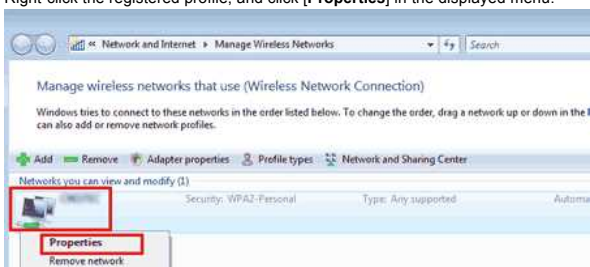 Right-click the registered profile, and click [Properties] in the displayed menu.
« Network and Internet ▸ Manage Wireless Networks Search
Manage wireless networks that use (Wireless Network Connection)
Windows tries to connect to these networks in the order listed below. To change the order, drag a network up or down in the l
can also add or remove network profiles.
Add Remove Adapter properties Profile types Network and Sharing Center
Networks you can view and modify (1)
Security: WPA2-Personal Type: Any supported Automa
Properties
Remove network